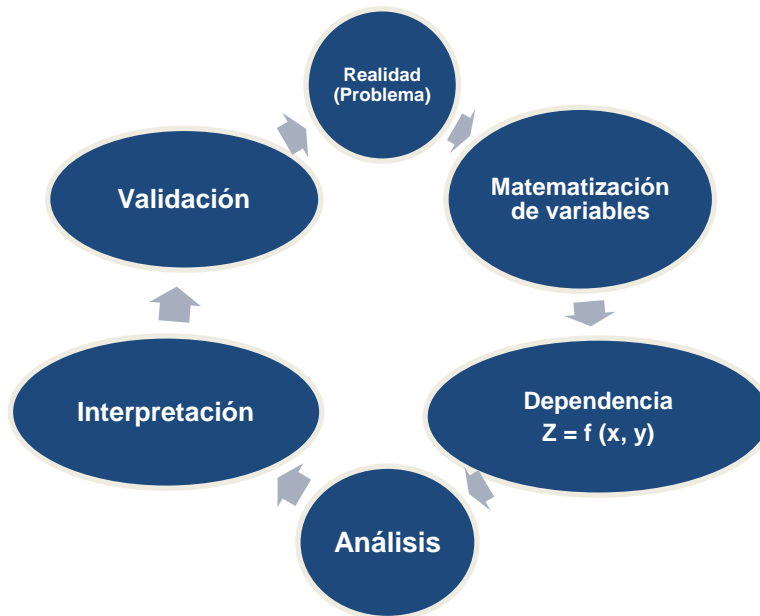 Realidad
(Problema)
Matematización
de variables
Dependencia
Z = f (x, y)
Análisis
Interpretación
Validación